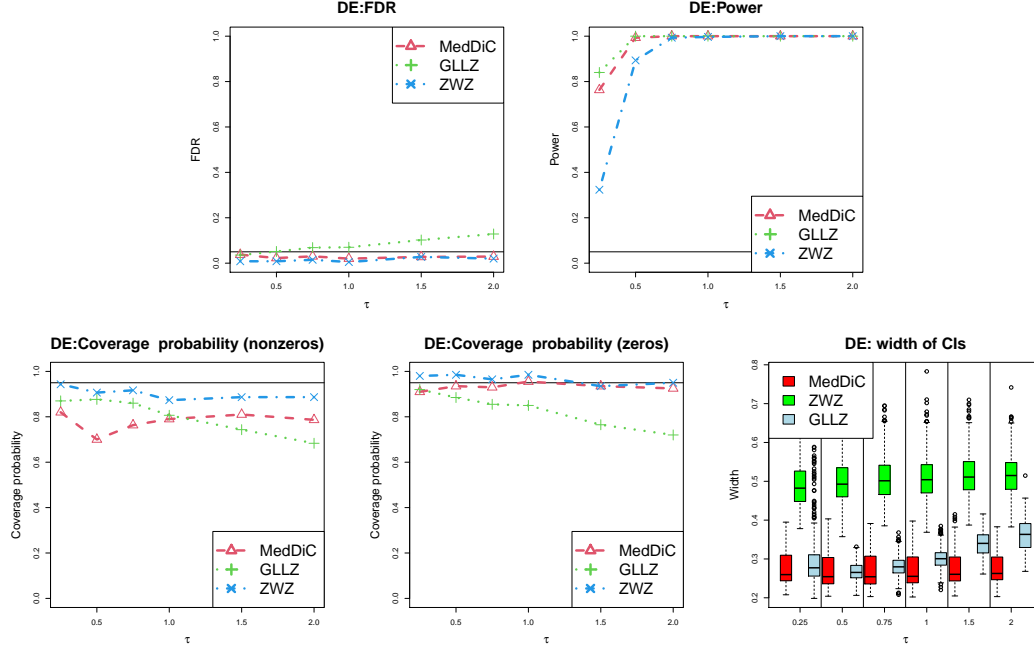 DE:FDR
FDR
0.0 0.2 0.4 0.6 0.8 1.0
MedDiC
GLLZ
ZWZ
0.5 1.0 1.5 2.0
τ
DE:Power
Power
0.0 0.2 0.4 0.6 0.8 1.0
MedDiC
GLLZ
ZWZ
0.5 1.0 1.5 2.0
τ
DE:Coverage probability (nonzeros)
Coverage probability
0.0 0.2 0.4 0.6 0.8 1.0
MedDiC
GLLZ
ZWZ
0.5 1.0 1.5 2.0
τ
DE:Coverage probability (zeros)
Coverage probability
0.0 0.2 0.4 0.6 0.8 1.0
MedDiC
GLLZ
ZWZ
0.5 1.0 1.5 2.0
τ
DE: width of CIs
Width
0.2 0.3 0.4 0.5 0.6 0.7 0.8
MedDiC
ZWZ
GLLZ
0.25 0.5 0.75 1 1.5 2
τ